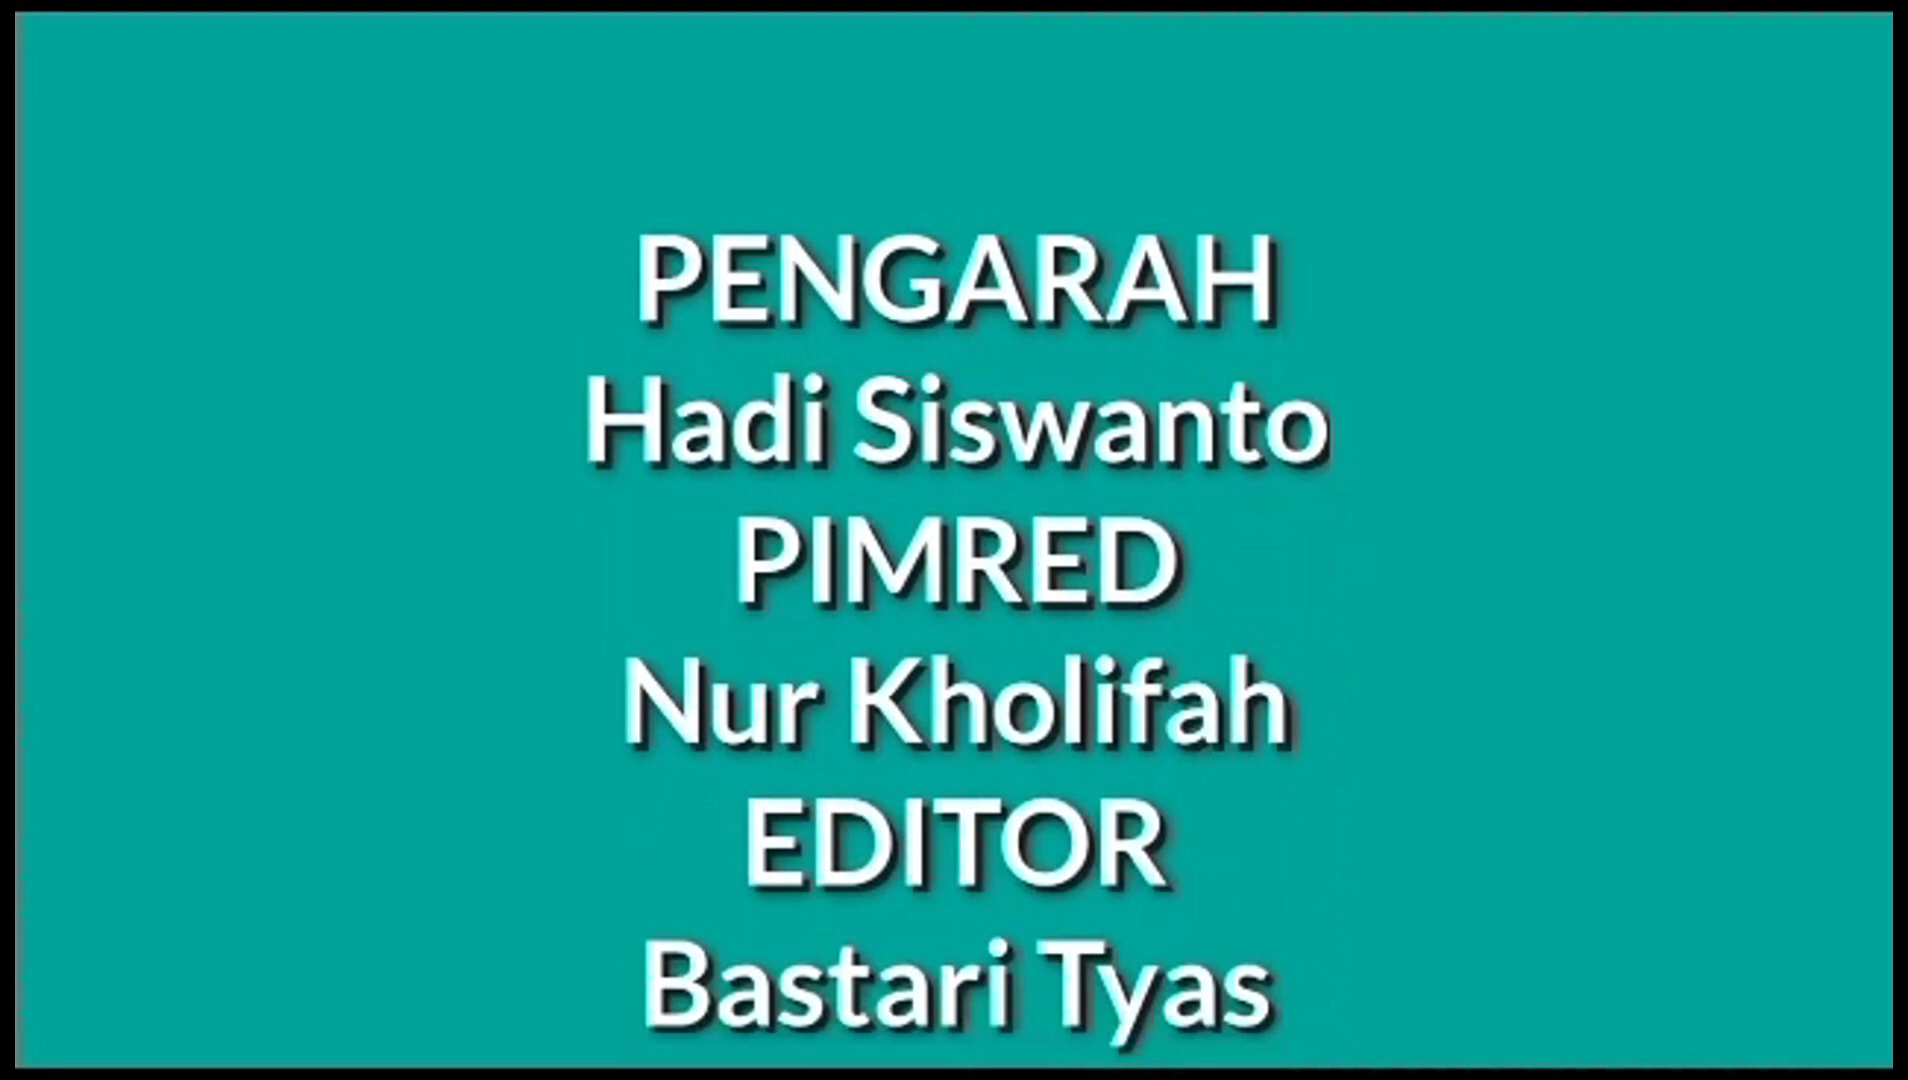 PENGARAH
Hadi Siswanto
PIMRED
Nur Kholifah
EDITOR
Bastari Tyas